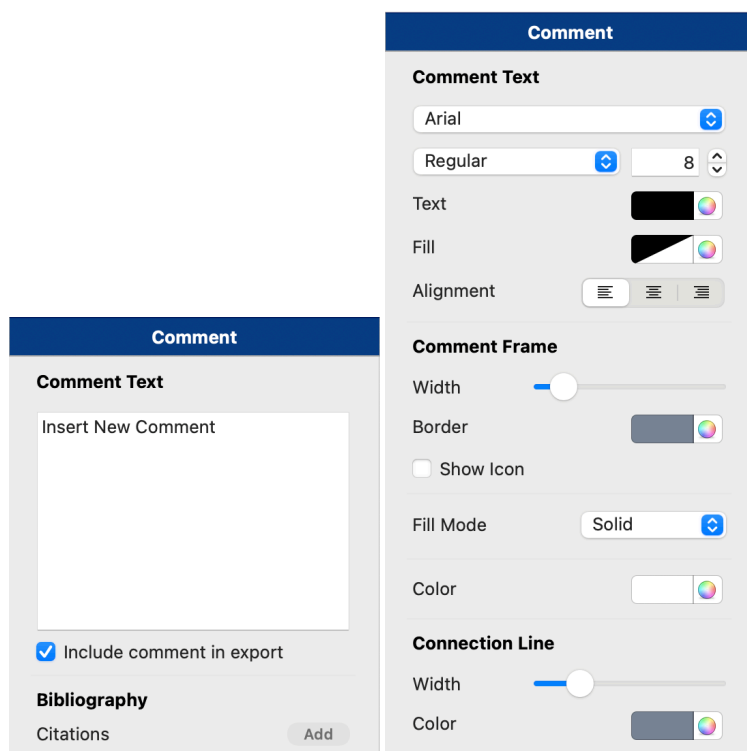 Comment
Comment Text
Insert New Comment
Include comment in export
Bibliography
Citations Add
Comment
Comment Text
Arial
Regular 8
Text
Fill
Alignment
Comment Frame
Width
Border
Show Icon
Fill Mode Solid
Color
Connection Line
Width
Color